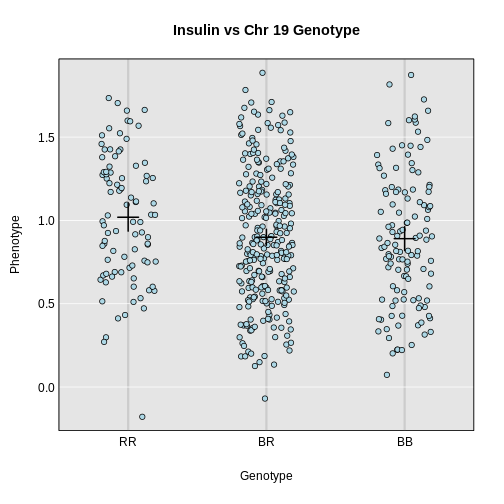 Insulin vs Chr 19 Genotype
Phenotype
1.5
1.0
0.5
0.0
RR BR BB
Genotype